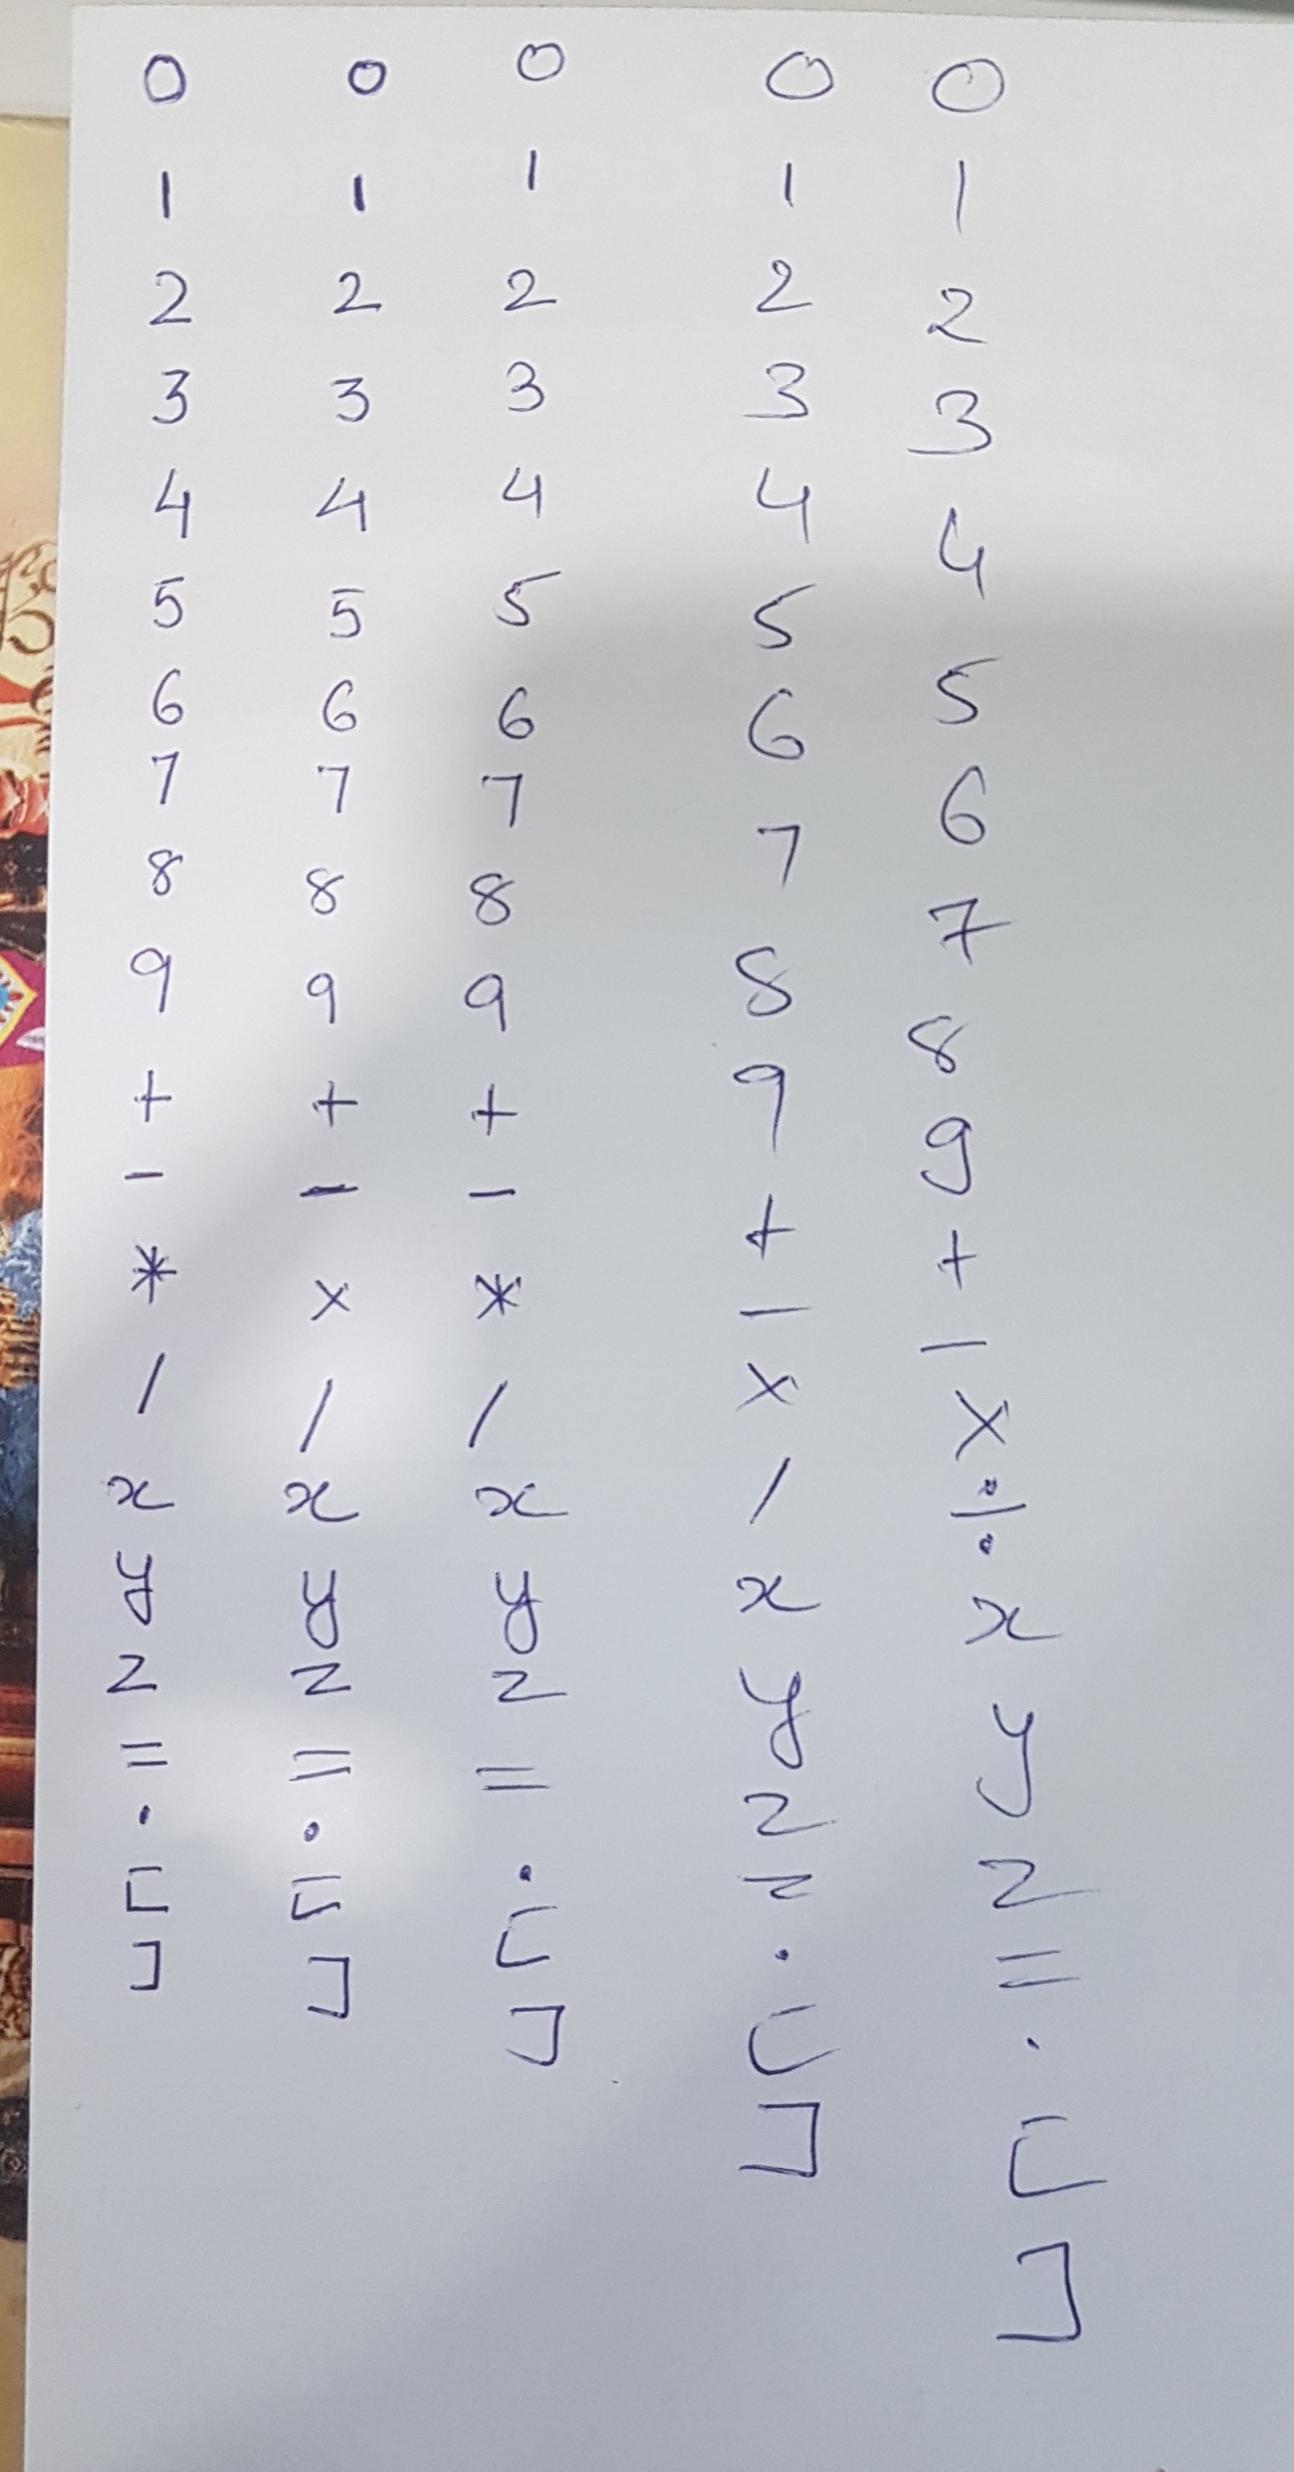 0 0 0 0 0
1 1 1 1 1
2 2 2 2 2
3 3 3 3 3
4 4 4 4 4
5 5 5 5 5
6 6 6 6 6
7 7 7 7 7
8 8 8 8 8
9 9 9 9 9
+ + + + +
- - - - -
* × * × ×
/ / / / ÷
x x x x x
y y y y y
z z z z z
= = = = =
. . . . .
[ [ [ [ [
] ] ] ] ]